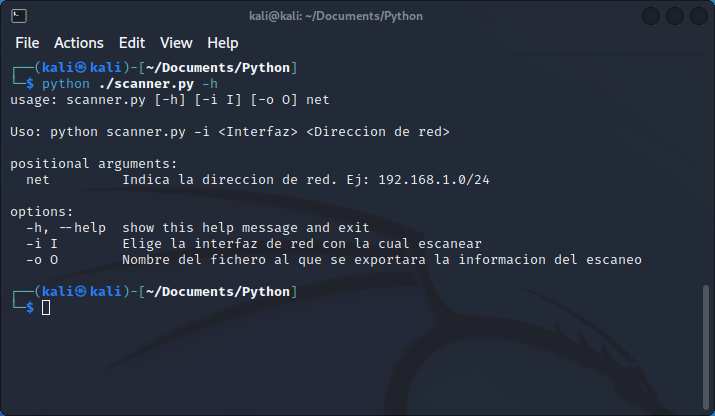 kali@kali: ~/Documents/Python
File Actions Edit View Help
┌──(kali㉿kali)-[~/Documents/Python]
└─$ python ./scanner.py -h
usage: scanner.py [-h] [-i I] [-o O] net

Uso: python scanner.py -i <Interfaz> <Direccion de red>

positional arguments:
  net         Indica la direccion de red. Ej: 192.168.1.0/24

options:
  -h, --help  show this help message and exit
  -i I        Elige la interfaz de red con la cual escanear
  -o O        Nombre del fichero al que se exportara la informacion del escaneo

┌──(kali㉿kali)-[~/Documents/Python]
└─$